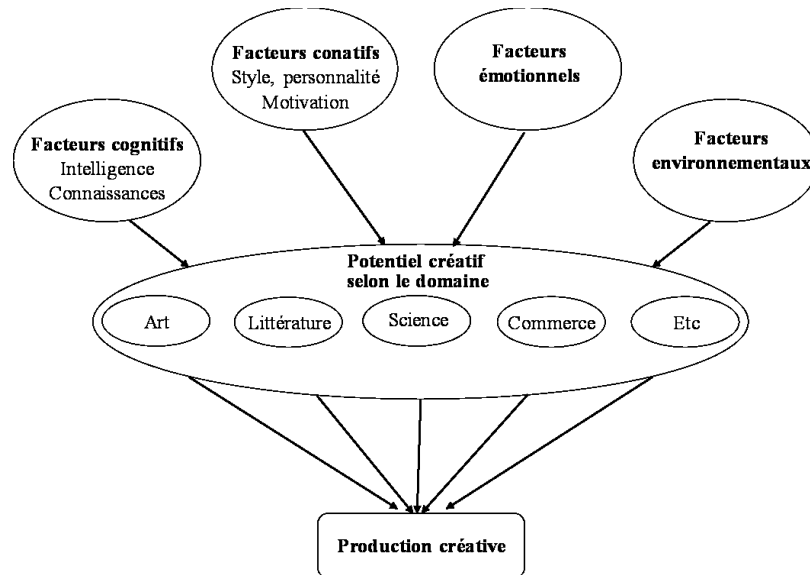 Facteurs conatifs
Style, personnalité
Motivation
Facteurs
émotionnels
Facteurs cognitifs
Intelligence
Connaissances
Facteurs
environnementaux
Potentiel créatif
selon le domaine
Art
Littérature
Science
Commerce
Etc
Production créative